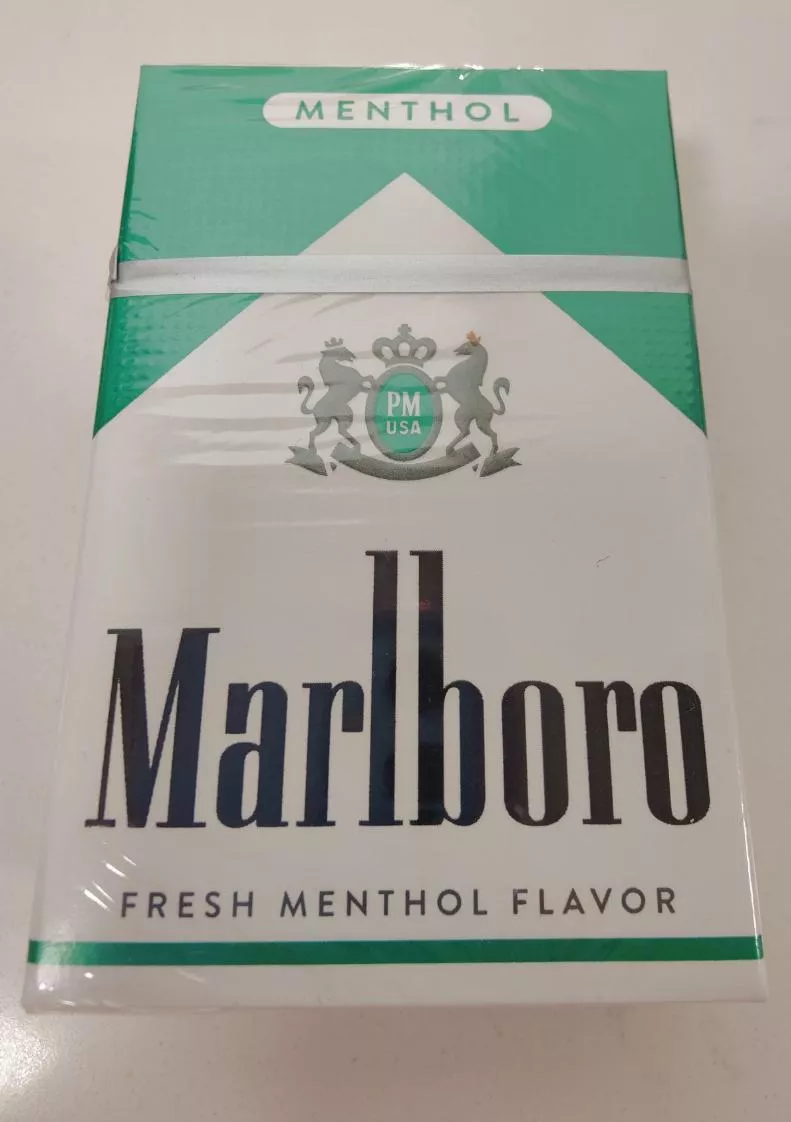 MENTHOL
PM
USA
Marlboro
FRESH MENTHOL FLAVOR